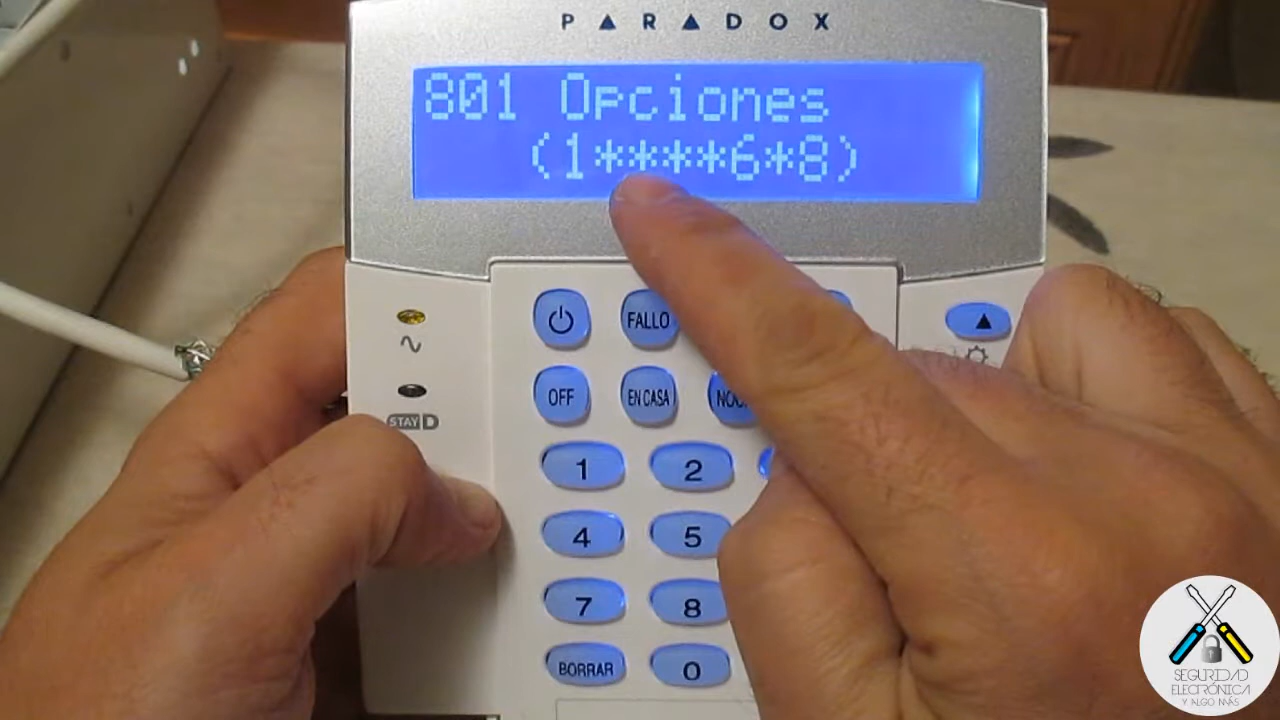 PARADOX
801 Opciones
(1****6*8)
FALLO
STAY D
OFF
EN CASA
1
2
4
5
7
8
BORRAR
0
SEGURIDAD
ELECTRÓNICA
Y ALGO MÁS